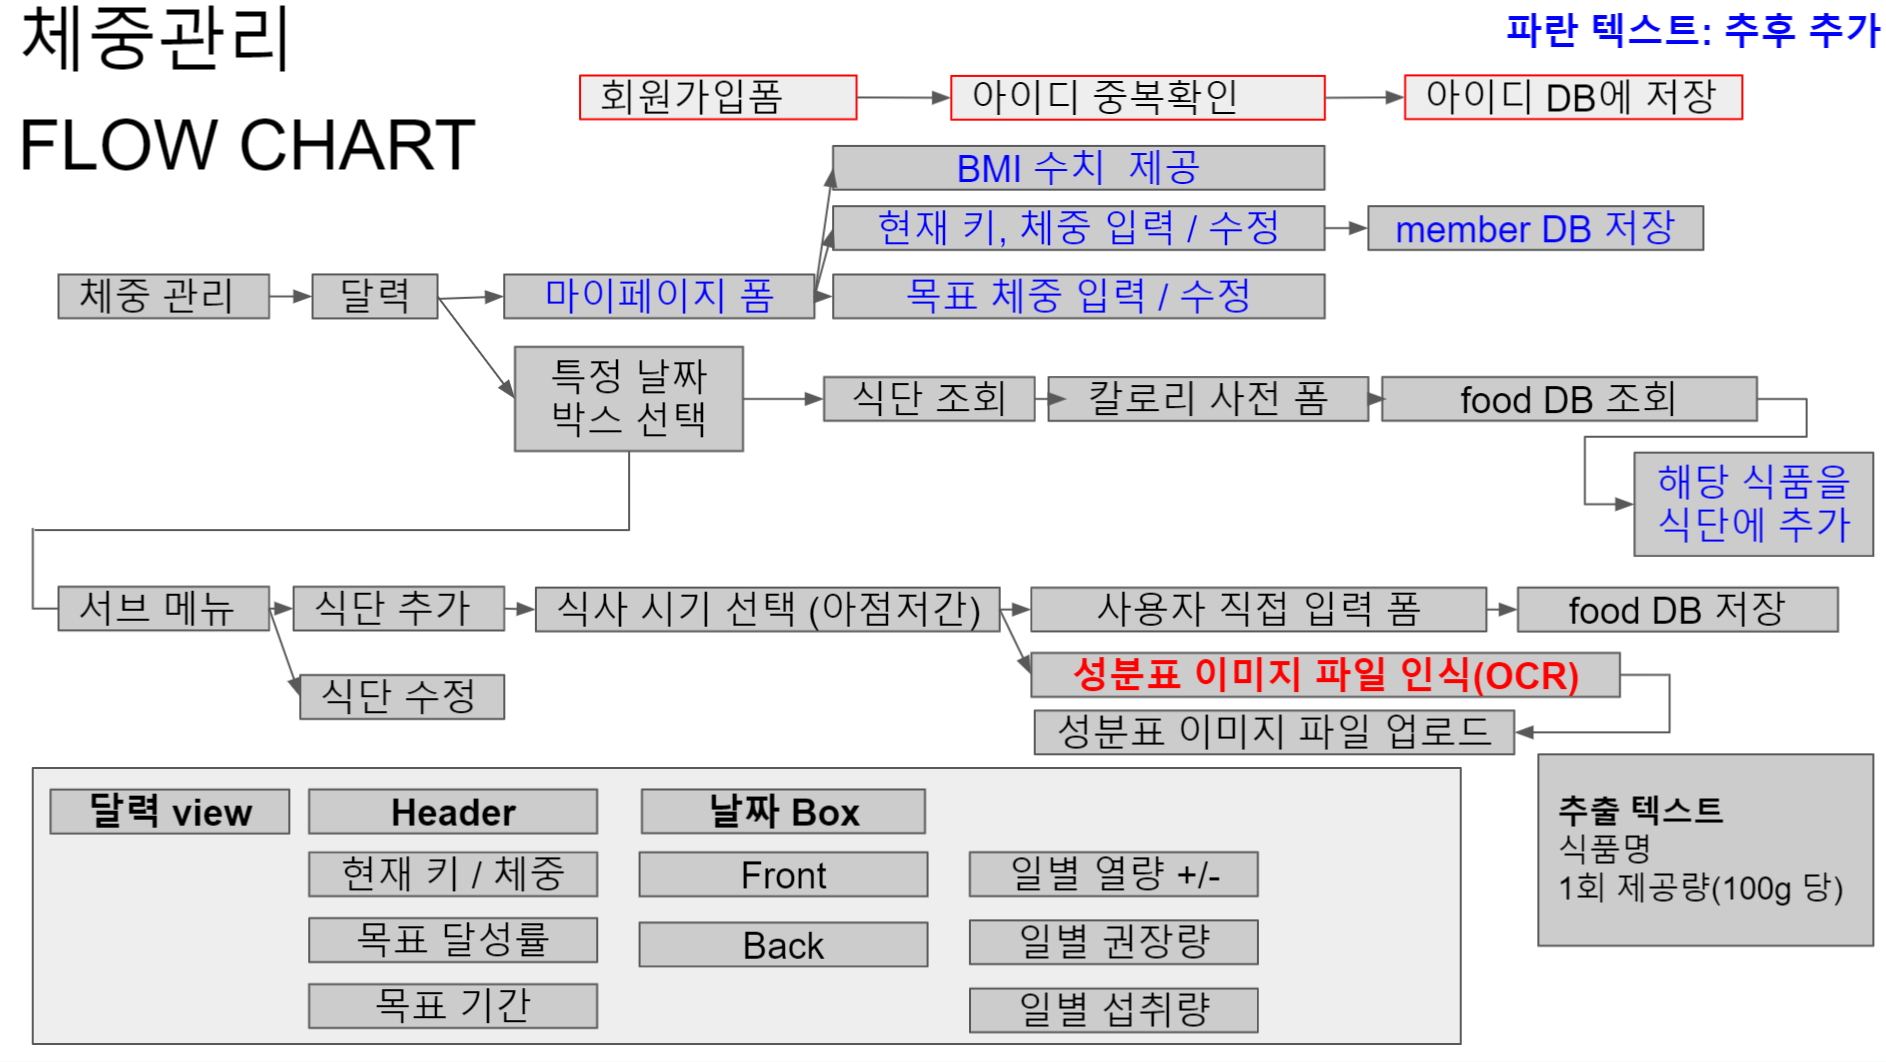 체중관리
FLOW CHART
파란 텍스트: 추후 추가
회원가입폼
아이디 중복확인
아이디 DB에 저장
BMI 수치 제공
현재 키, 체중 입력 / 수정
member DB 저장
체중 관리
달력
마이페이지 폼
목표 체중 입력 / 수정
특정 날짜
박스 선택
식단 조회
칼로리 사전 폼
food DB 조회
해당 식품을
식단에 추가
서브 메뉴
식단 추가
식사 시기 선택 (아점저간)
사용자 직접 입력 폼
food DB 저장
성분표 이미지 파일 인식(OCR)
식단 수정
성분표 이미지 파일 업로드
달력 view
Header
날짜 Box
현재 키 / 체중
Front
일별 열량 +/-
목표 달성률
Back
일별 권장량
목표 기간
일별 섭취량
추출 텍스트
식품명
1회 제공량(100g 당)